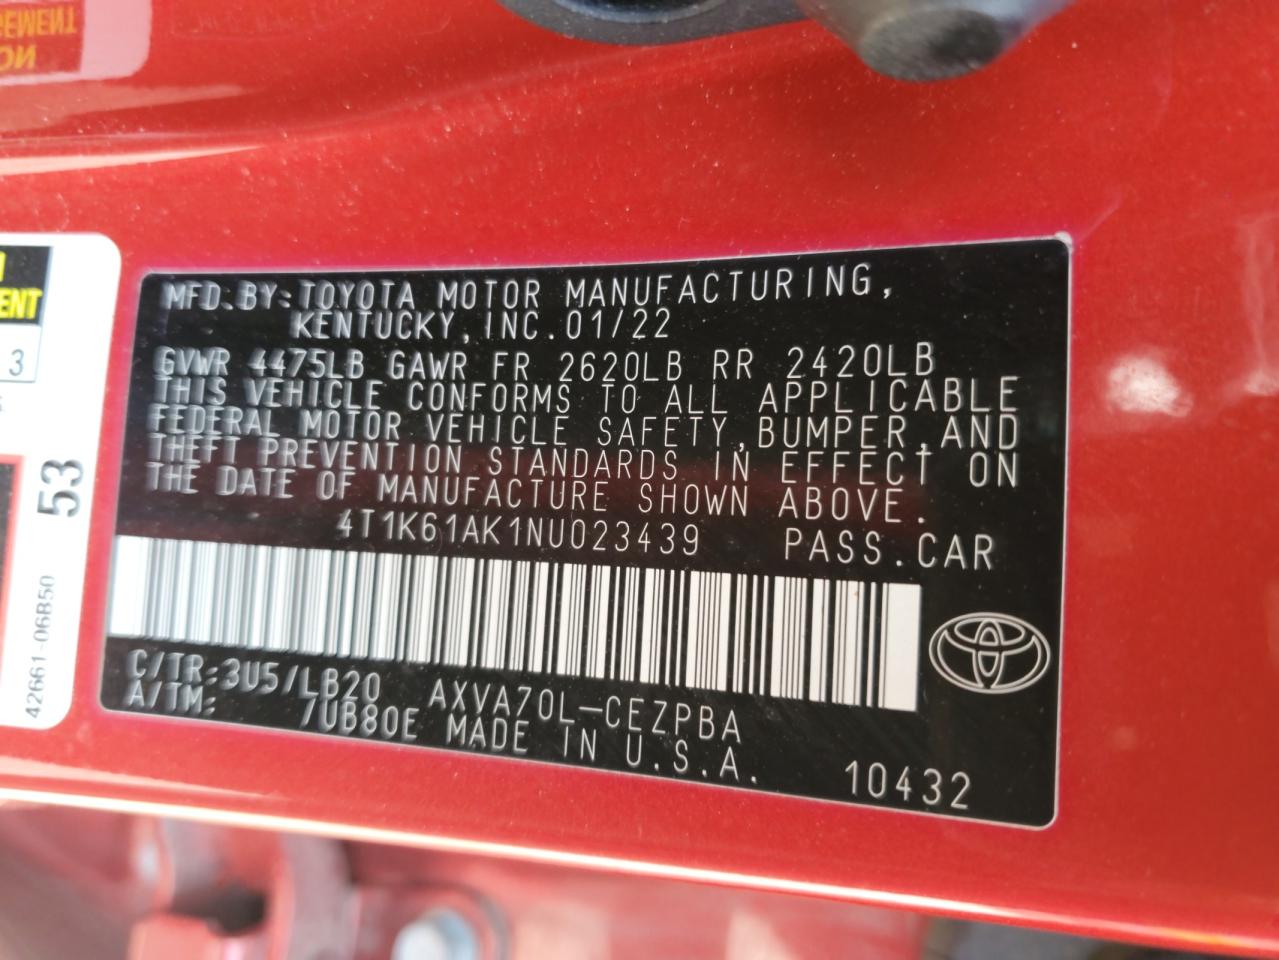 MFD. BY: TOYOTA MOTOR MANUFACTURING,
KENTUCKY, INC. 01/22
GVWR 4475LB GAWR FR 2620LB RR 2420LB
THIS VEHICLE CONFORMS TO ALL APPLICABLE
FEDERAL MOTOR VEHICLE SAFETY, BUMPER, AND
THEFT PREVENTION STANDARDS IN EFFECT ON
THE DATE OF MANUFACTURE SHOWN ABOVE.
4T1K61AK1NU023439 PASS. CAR
C/TR: 3U5/LB20 AXVA70L-CEZPBA
A/TM: /UB80E MADE IN U.S.A.
10432
53
42661-06B50
3